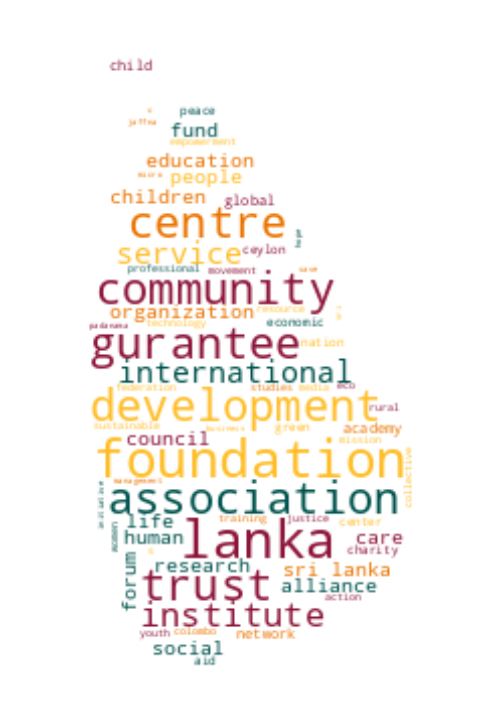 child
peace
jaffna
fund
empowerment
education
micro people
children global
centre
hope
service ceylon
professional movement save
community
organization resource
padanama technology economic
gurantee nation
international
federation studies media eco
development rural
sustainable business green academy
council mission
foundation
collective
management
association
initiative
life training justice center
women human lanka care
charity
research sri lanka
forum trust alliance
action
institute
youth colombo network
social
aid